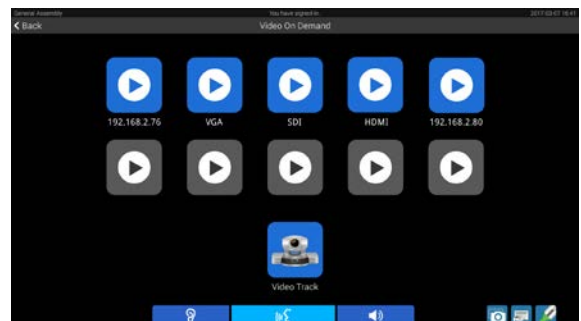 General Assembly You have signed in. 2017-03-07 16:41
< Back Video On Demand
192.168.2.76 VGA SDI HDMI 192.168.2.80
Video Track